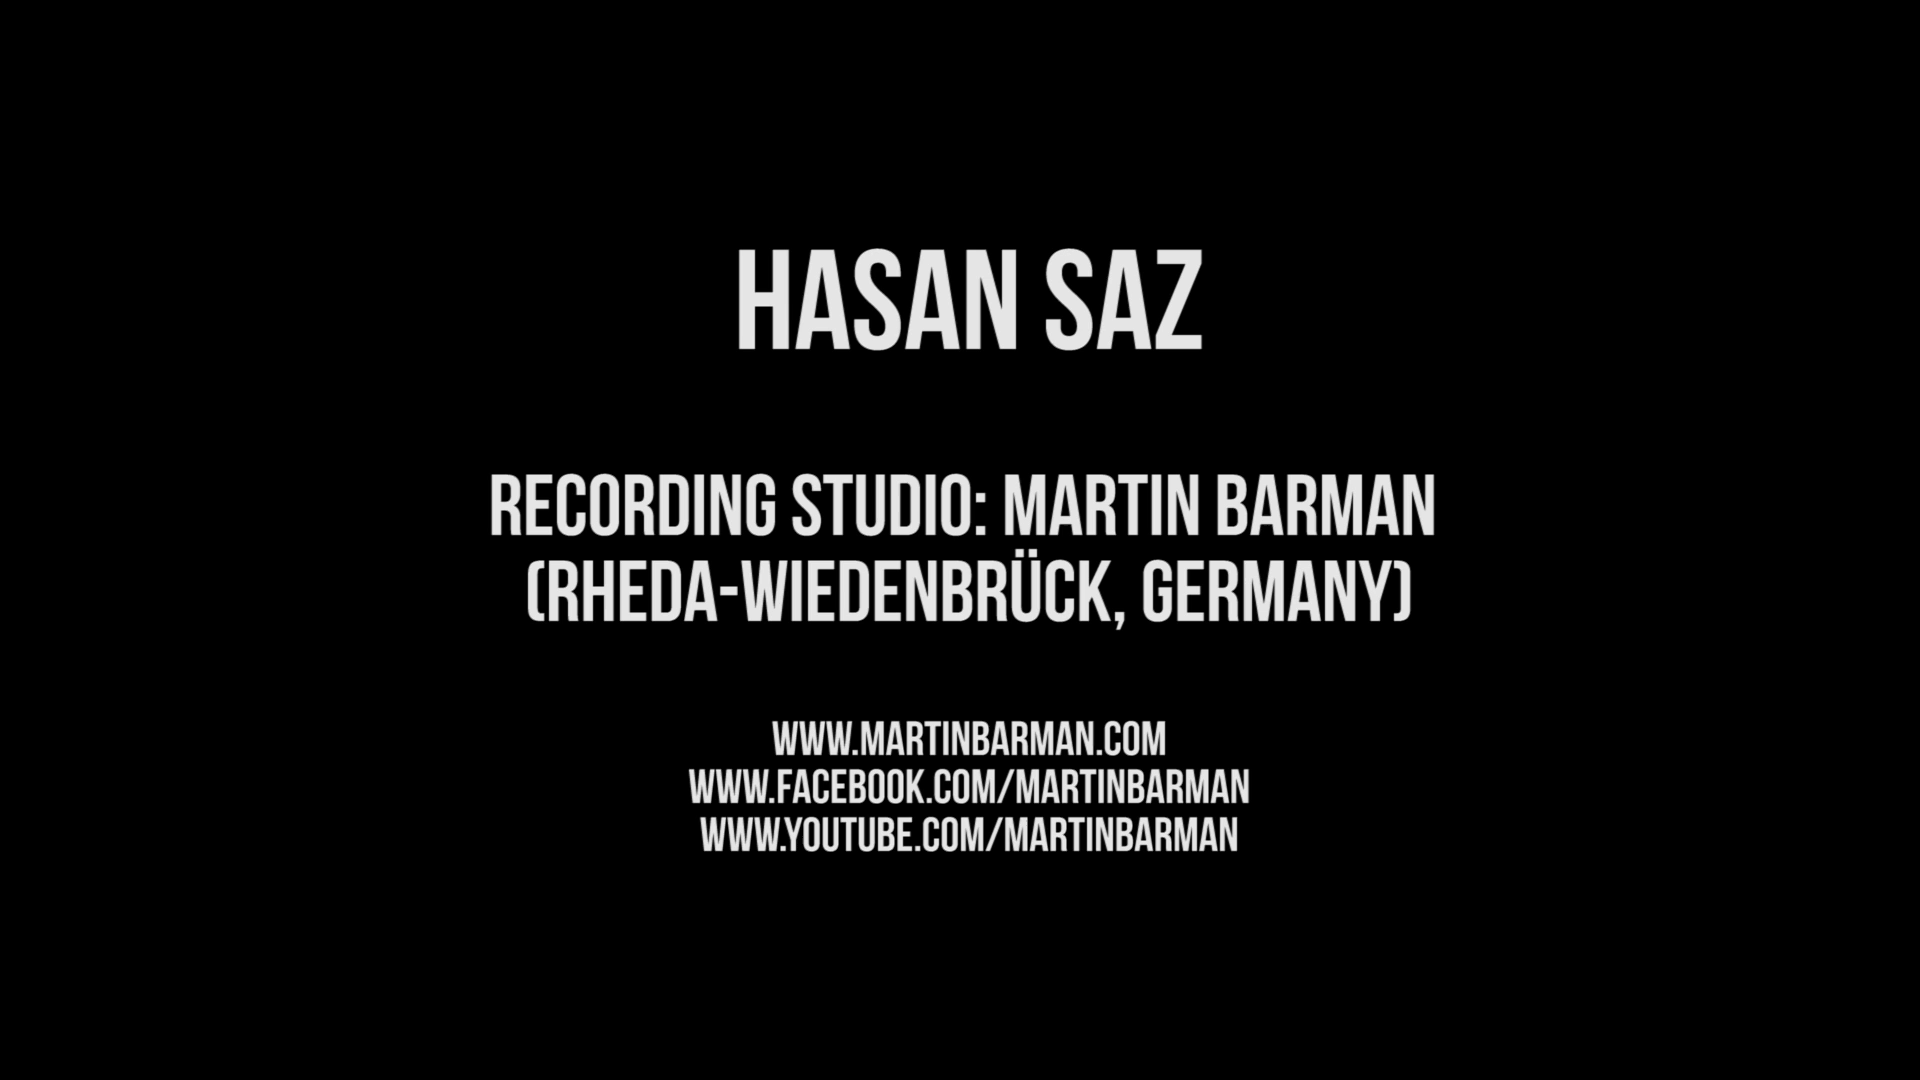 HASAN SAZ
RECORDING STUDIO: MARTIN BARMAN
(RHEDA-WIEDENBRÜCK, GERMANY)
WWW.MARTINBARMAN.COM
WWW.FACEBOOK.COM/MARTINBARMAN
WWW.YOUTUBE.COM/MARTINBARMAN